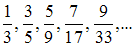 1/3, 3/5, 5/9, 7/17, 9/33, ...